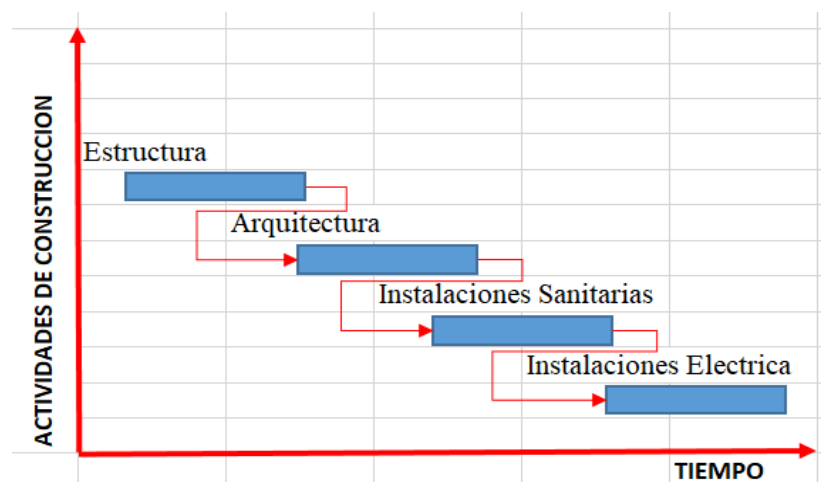 ACTIVIDADES DE CONSTRUCCION
Estructura
Arquitectura
Instalaciones Sanitarias
Instalaciones Electrica
TIEMPO